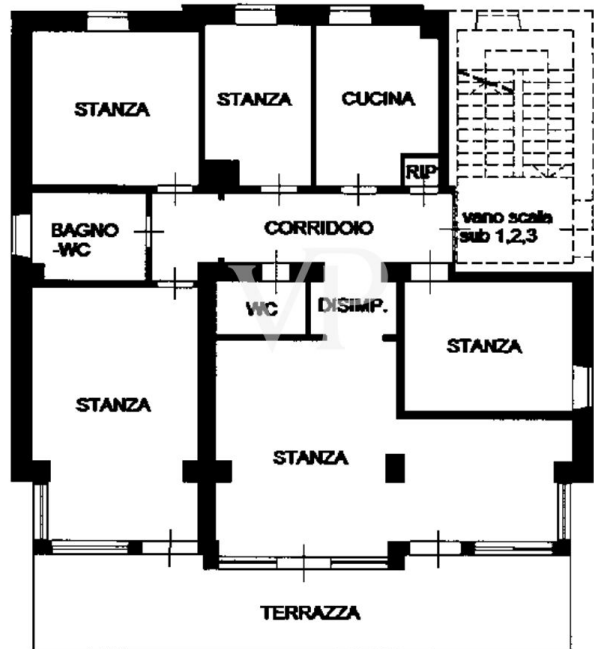 STANZA
STANZA
CUCINA
RIP
BAGNO
-WC
CORRIDOIO
vano scala
sub 1,2,3
WC
DISIMP.
STANZA
STANZA
STANZA
TERRAZZA
VP